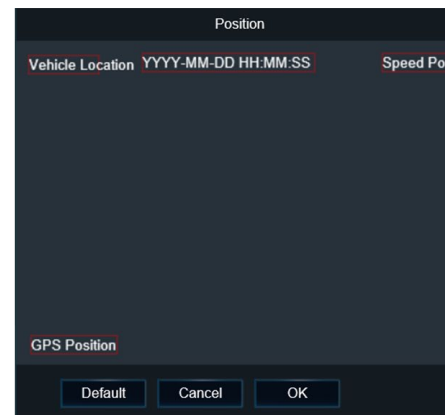 Position
Vehicle Location YYYY-MM-DD HH:MM:SS Speed Po
GPS Position
Default Cancel OK